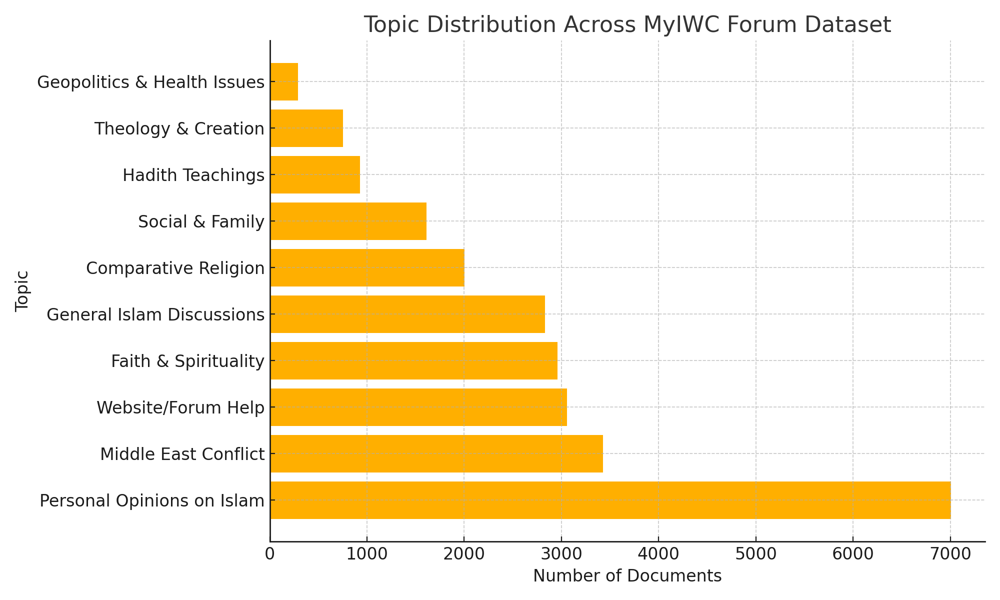 Topic Distribution Across MyIWC Forum Dataset
Geopolitics & Health Issues
Theology & Creation
Hadith Teachings
Social & Family
Comparative Religion
General Islam Discussions
Faith & Spirituality
Website/Forum Help
Middle East Conflict
Personal Opinions on Islam
Topic
0 1000 2000 3000 4000 5000 6000 7000
Number of Documents